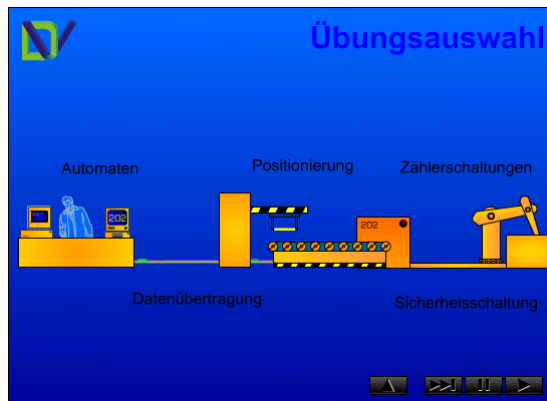 Übungsauswahl
Automaten
Positionierung
Zählerschaltungen
202
202
Datenübertragung
Sicherheisschaltung